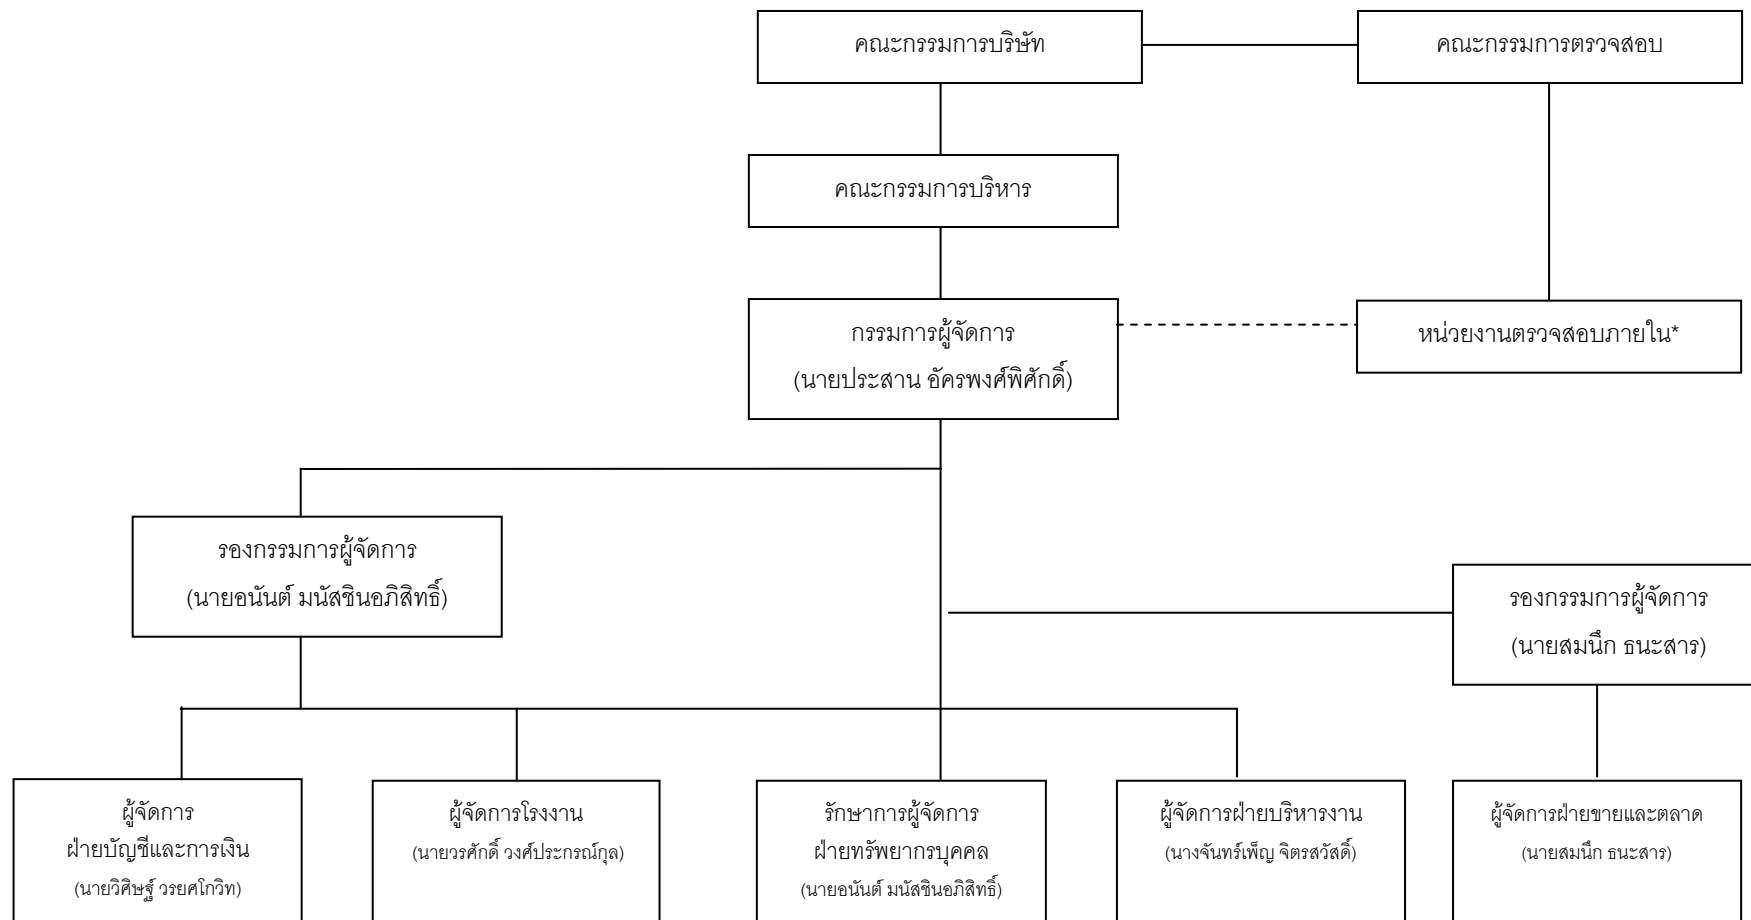 คณะกรรมการบริษัท
คณะกรรมการตรวจสอบ
คณะกรรมการบริหาร
กรรมการผู้จัดการ
(นายประสาน อัครพงศ์พิศักดิ์)
หน่วยงานตรวจสอบภายใน*
รองกรรมการผู้จัดการ
(นายอนันต์ มนัสชินอภิสิทธิ์)
รองกรรมการผู้จัดการ
(นายสมนึก ธนะสาร)
ผู้จัดการ
ฝ่ายบัญชีและการเงิน
(นายวิศิษฐ์ วรยศโกวิท)
ผู้จัดการโรงงาน
(นายวรศักดิ์ วงศ์ประกรณ์กุล)
รักษาการผู้จัดการ
ฝ่ายทรัพยากรบุคคล
(นายอนันต์ มนัสชินอภิสิทธิ์)
ผู้จัดการฝ่ายบริหารงาน
(นางจันทร์เพ็ญ จิตรสวัสดิ์)
ผู้จัดการฝ่ายขายและตลาด
(นายสมนึก ธนะสาร)